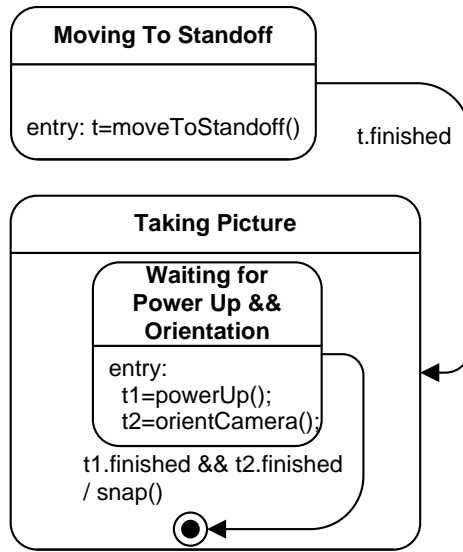 Moving To Standoff
entry: t=moveToStandoff()
t.finished
Taking Picture
Waiting for
Power Up &&
Orientation
entry:
t1=powerUp();
t2=orientCamera();
t1.finished && t2.finished
/ snap()